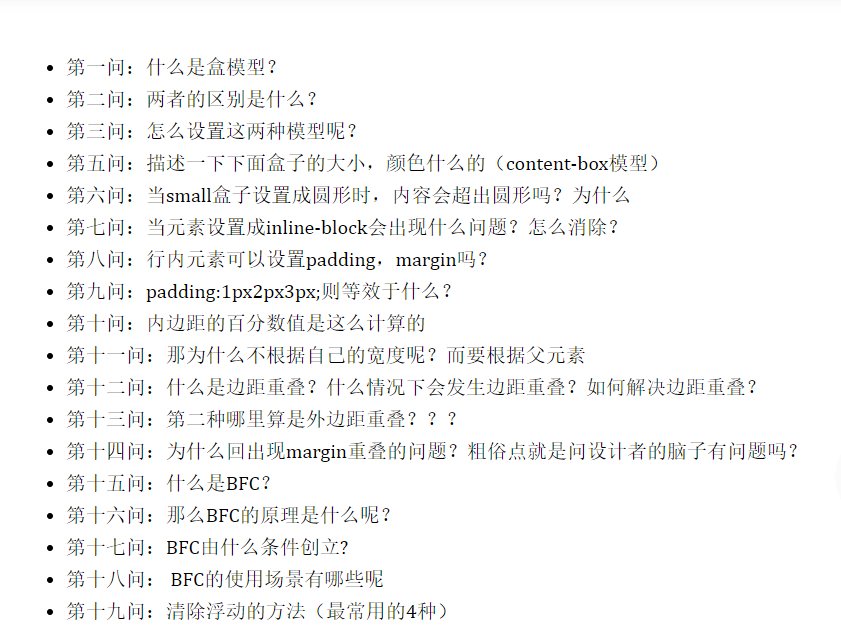 第一问：什么是盒模型？
第二问：两者的区别是什么？
第三问：怎么设置这两种模型呢？
第五问：描述一下下面盒子的大小，颜色什么的（content-box模型）
第六问：当small盒子设置成圆形时，内容会超出圆形吗？为什么
第七问：当元素设置成inline-block会出现什么问题？怎么消除？
第八问：行内元素可以设置padding，margin吗？
第九问：padding:1px2px3px;则等效于什么？
第十问：内边距的百分数值是这么计算的
第十一问：那为什么不根据自己的宽度呢？而要根据父元素
第十二问：什么是边距重叠？什么情况下会发生边距重叠？如何解决边距重叠？
第十三问：第二种哪里算是外边距重叠？？？
第十四问：为什么回出现margin重叠的问题？粗俗点就是问设计者的脑子有问题吗？
第十五问：什么是BFC？
第十六问：那么BFC的原理是什么呢？
第十七问：BFC由什么条件创立?
第十八问： BFC的使用场景有哪些呢
第十九问：清除浮动的方法（最常用的4种）